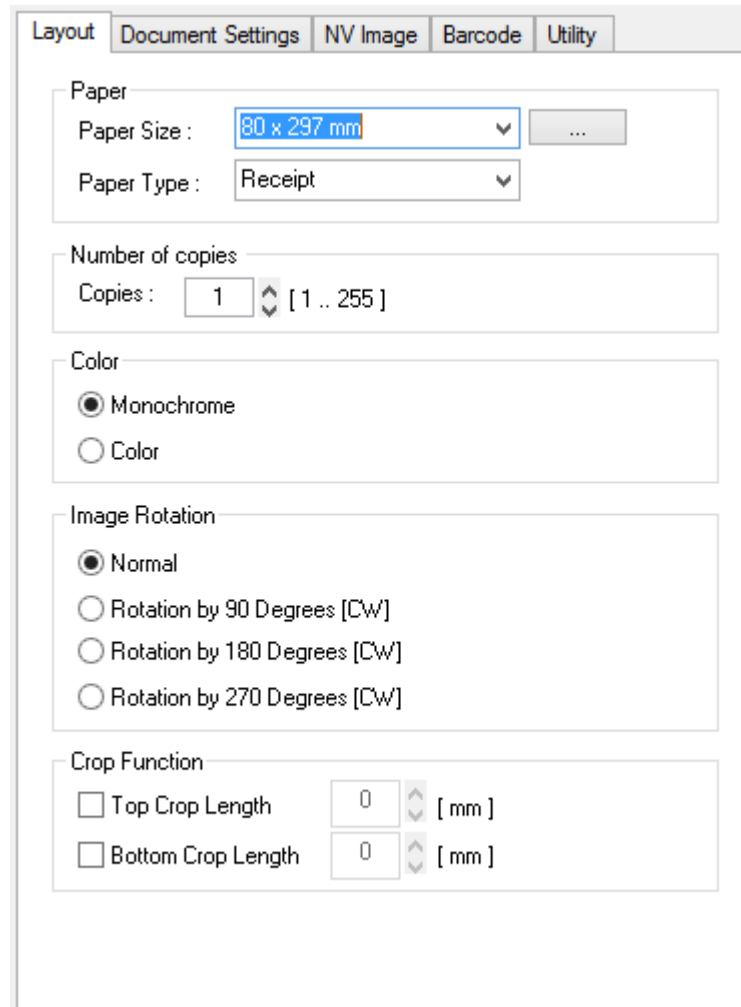 Layout Document Settings NV Image Barcode Utility
Paper
Paper Size : 80 x 297 mm ...
Paper Type : Receipt
Number of copies
Copies : 1 [ 1 .. 255 ]
Color
Monochrome
Color
Image Rotation
Normal
Rotation by 90 Degrees [CW]
Rotation by 180 Degrees [CW]
Rotation by 270 Degrees [CW]
Crop Function
Top Crop Length 0 [ mm ]
Bottom Crop Length 0 [ mm ]